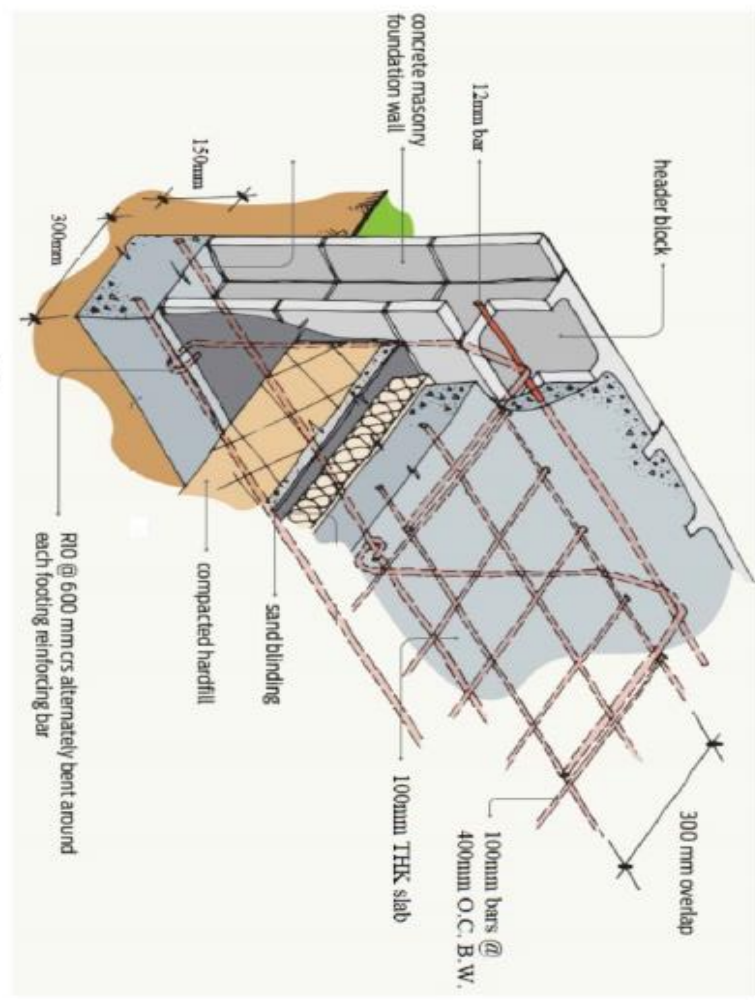 header block
12mm bar
concrete masonry
foundation wall
150mm
300mm
300 mm overlap
100mm bars @
400mm O.C. B.W.
100mm THK slab
sand blinding
compacted hardfill
R10 @ 600 mm crs alternately bent around
each footing reinforcing bar